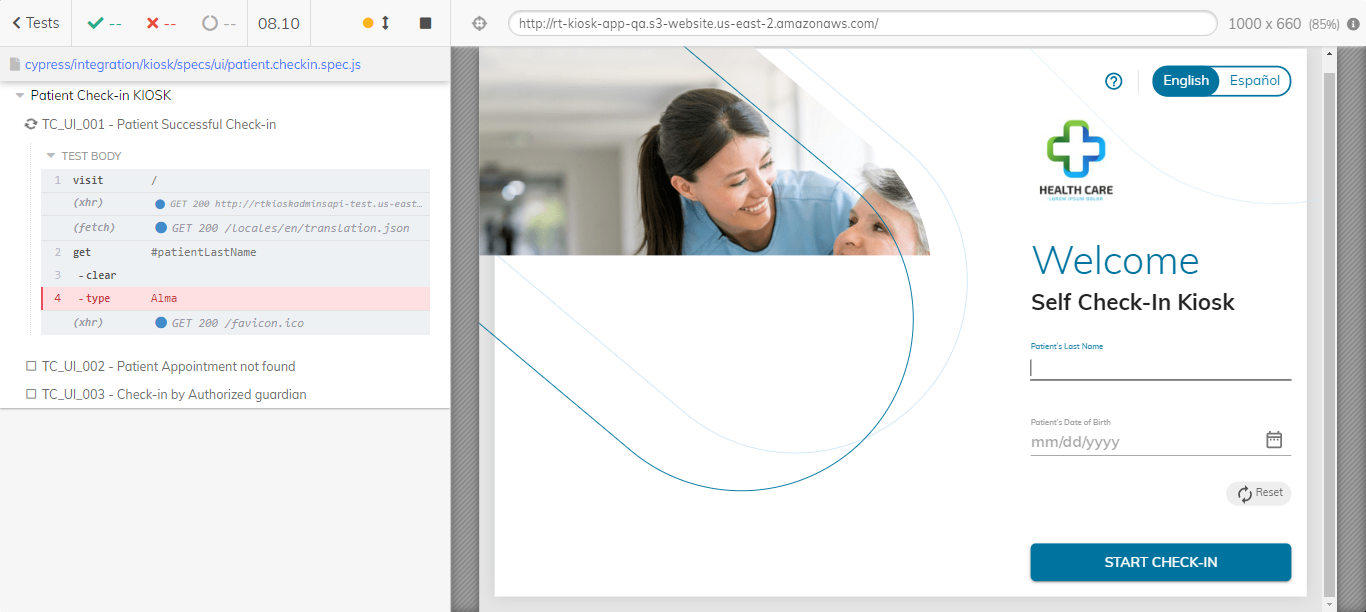 Tests
--
--
--
08.10
http://rt-kiosk-app-qa.s3-website.us-east-2.amazonaws.com/
1000 x 660 (85%)
cypress/integration/kiosk/specs/ui/patient.checkin.spec.js
Patient Check-in KIOSK
TC_UI_001 - Patient Successful Check-in
TEST BODY
1 visit /
(xhr) GET 200 http://rtkioskadminsapi-test.us-east…
(fetch) GET 200 /locales/en/translation.json
2 get #patientLastName
3 -clear
4 -type Alma
(xhr) GET 200 /favicon.ico
TC_UI_002 - Patient Appointment not found
TC_UI_003 - Check-in by Authorized guardian
English Español
HEALTH CARE
LOREM IPSUM DOLOR
Welcome
Self Check-In Kiosk
Patient's Last Name
Patient's Date of Birth
mm/dd/yyyy
Reset
START CHECK-IN